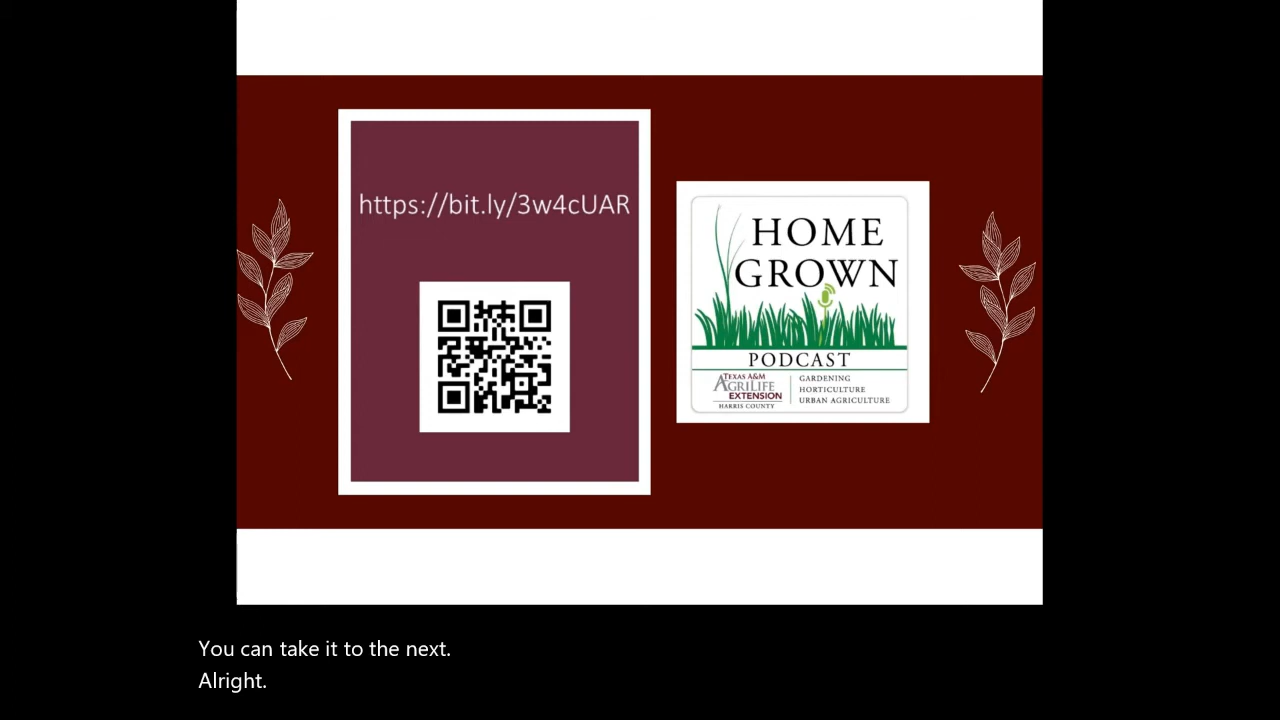 https://bit.ly/3w4cUAR
HOME
GROWN
PODCAST
TEXAS A&M
AGRILIFE
EXTENSION
HARRIS COUNTY
GARDENING
HORTICULTURE
URBAN AGRICULTURE
You can take it to the next.
Alright.